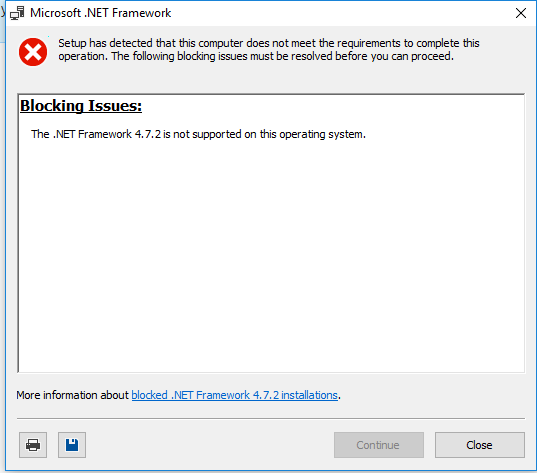 Microsoft .NET Framework
Setup has detected that this computer does not meet the requirements to complete this
operation. The following blocking issues must be resolved before you can proceed.
Blocking Issues:
The .NET Framework 4.7.2 is not supported on this operating system.
More information about blocked .NET Framework 4.7.2 installations.
Continue
Close